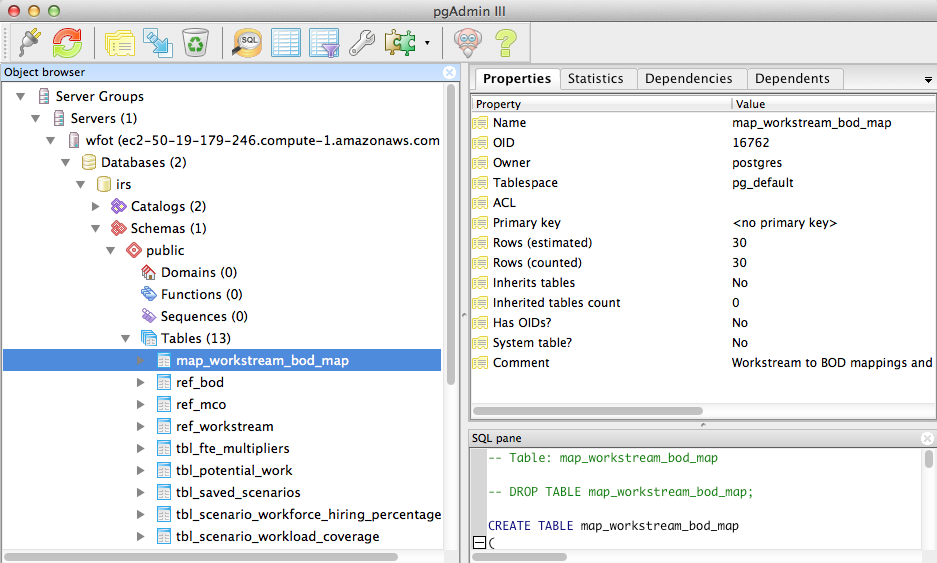 pgAdmin III
SQL
Object browser
Server Groups
Servers (1)
wfot (ec2-50-19-179-246.compute-1.amazonaws.com
Databases (2)
irs
Catalogs (2)
Schemas (1)
public
Domains (0)
Functions (0)
Sequences (0)
Tables (13)
map_workstream_bod_map
ref_bod
ref_mco
ref_workstream
tbl_fte_multipliers
tbl_potential_work
tbl_saved_scenarios
tbl_scenario_workforce_hiring_percentage
tbl_scenario_workload_coverage
Properties Statistics Dependencies Dependents
Property Value
Name map_workstream_bod_map
OID 16762
Owner postgres
Tablespace pg_default
ACL
Primary key <no primary key>
Rows (estimated) 30
Rows (counted) 30
Inherits tables No
Inherited tables count 0
Has OIDs? No
System table? No
Comment Workstream to BOD mappings and
SQL pane
-- Table: map_workstream_bod_map
-- DROP TABLE map_workstream_bod_map;
CREATE TABLE map_workstream_bod_map
(